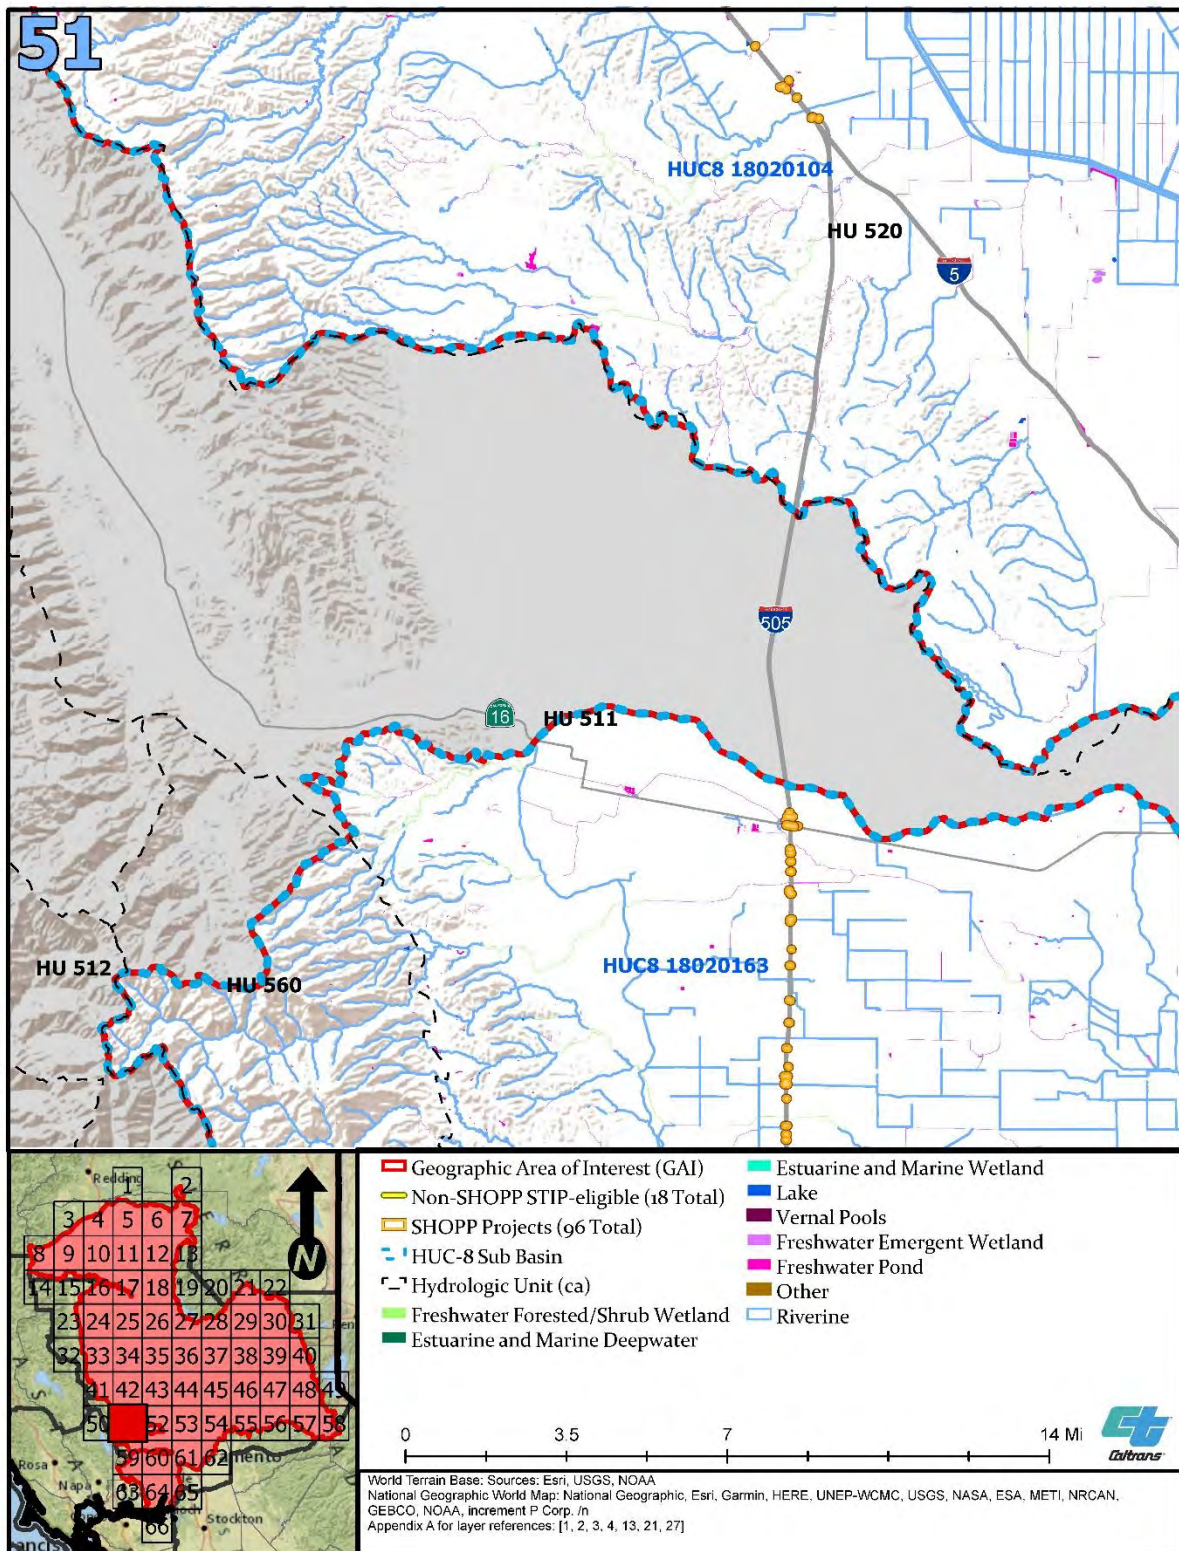 51
HUC8 18020104
HU 520
5
505
16
HU 511
HU 512
HU 560
HUC8 18020163
Redding
1 2
3 4 5 6 7
8 9 10 11 12 13
14 15 16 17 18 19 20 21 22
23 24 25 26 27 28 29 30 31
32 33 34 35 36 37 38 39 40
41 42 43 44 45 46 47 48 49
50 52 53 54 55 56 57 58
59 60 61 62 mento
Rosa
Napa 63 64 65
66 Stockton
ancis
N
Geographic Area of Interest (GAI)
Non-SHOPP STIP-eligible (18 Total)
SHOPP Projects (96 Total)
HUC-8 Sub Basin
Hydrologic Unit (ca)
Freshwater Forested/Shrub Wetland
Estuarine and Marine Deepwater
Estuarine and Marine Wetland
Lake
Vernal Pools
Freshwater Emergent Wetland
Freshwater Pond
Other
Riverine
0 3.5 7 14 Mi
Caltrans
World Terrain Base: Sources: Esri, USGS, NOAA
National Geographic World Map: National Geographic, Esri, Garmin, HERE, UNEP-WCMC, USGS, NASA, ESA, METI, NRCAN,
GEBCO, NOAA, increment P Corp. /n
Appendix A for layer references: [1, 2, 3, 4, 13, 21, 27]